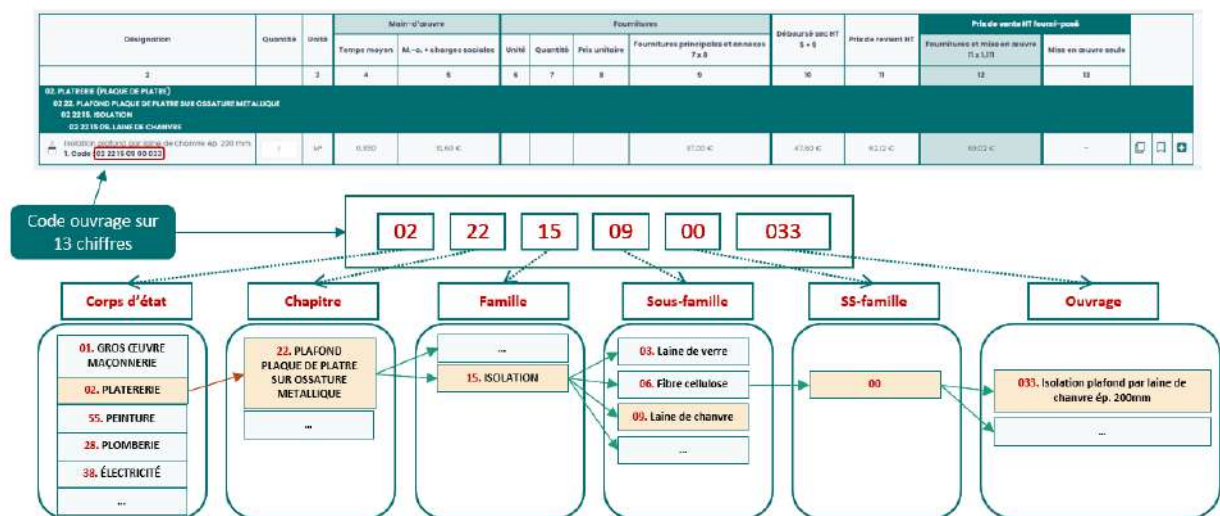 Désignation
Quantité
Unité
Main-d'œuvre
Fournitures
Déboursé sec HT
5 + 9
Prix de revient HT
Prix de vente HT fourni-posé
Temps moyen
M.-o. + charges sociales
Unité
Quantité
Prix unitaire
Fournitures principales et annexes
7 x 8
Fournitures et mise en œuvre
11 x 1,111
Mise en œuvre seule
2
3
4
5
6
7
8
9
10
11
12
13
02. PLATRERIE (PLAQUE DE PLATRE)
02 22. PLAFOND PLAQUE DE PLATRE SUR OSSATURE METALLIQUE
02 22 15. ISOLATION
02 22 15 09. LAINE DE CHANVRE
Isolation plafond par laine de chanvre ép. 200 mm
1. Code : 02 22 15 09 00 033
M²
-
Code ouvrage sur
13 chiffres
02 22 15 09 00 033
Corps d'état
Chapitre
Famille
Sous-famille
SS-famille
Ouvrage
01. GROS ŒUVRE
MAÇONNERIE
02. PLATERERIE
55. PEINTURE
28. PLOMBERIE
38. ÉLECTRICITÉ
...
22. PLAFOND
PLAQUE DE PLATRE
SUR OSSATURE
METALLIQUE
...
...
15. ISOLATION
03. Laine de verre
06. Fibre cellulose
09. Laine de chanvre
...
00
033. Isolation plafond par laine de
chanvre ép. 200mm
...